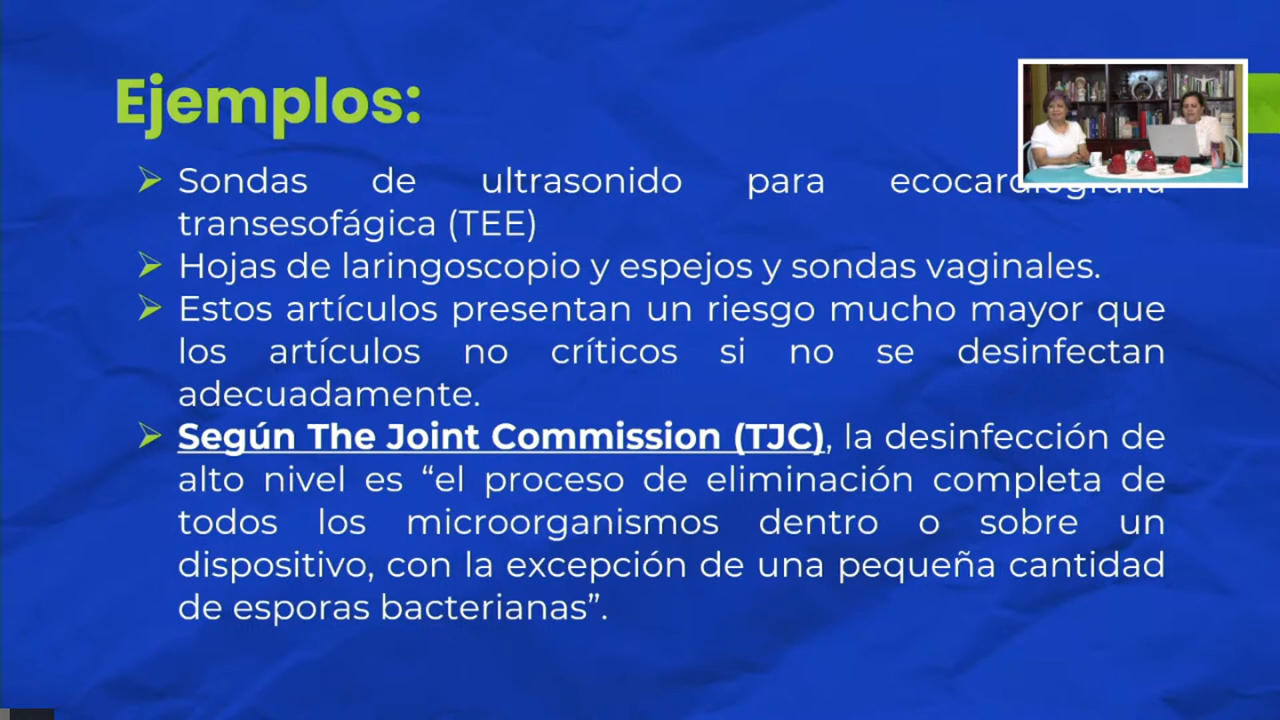 Ejemplos:
Sondas de ultrasonido para ecocardiografía
transesofágica (TEE)
Hojas de laringoscopio y espejos y sondas vaginales.
Estos artículos presentan un riesgo mucho mayor que
los artículos no críticos si no se desinfectan
adecuadamente.
Según The Joint Commission (TJC), la desinfección de
alto nivel es “el proceso de eliminación completa de
todos los microorganismos dentro o sobre un
dispositivo, con la excepción de una pequeña cantidad
de esporas bacterianas”.